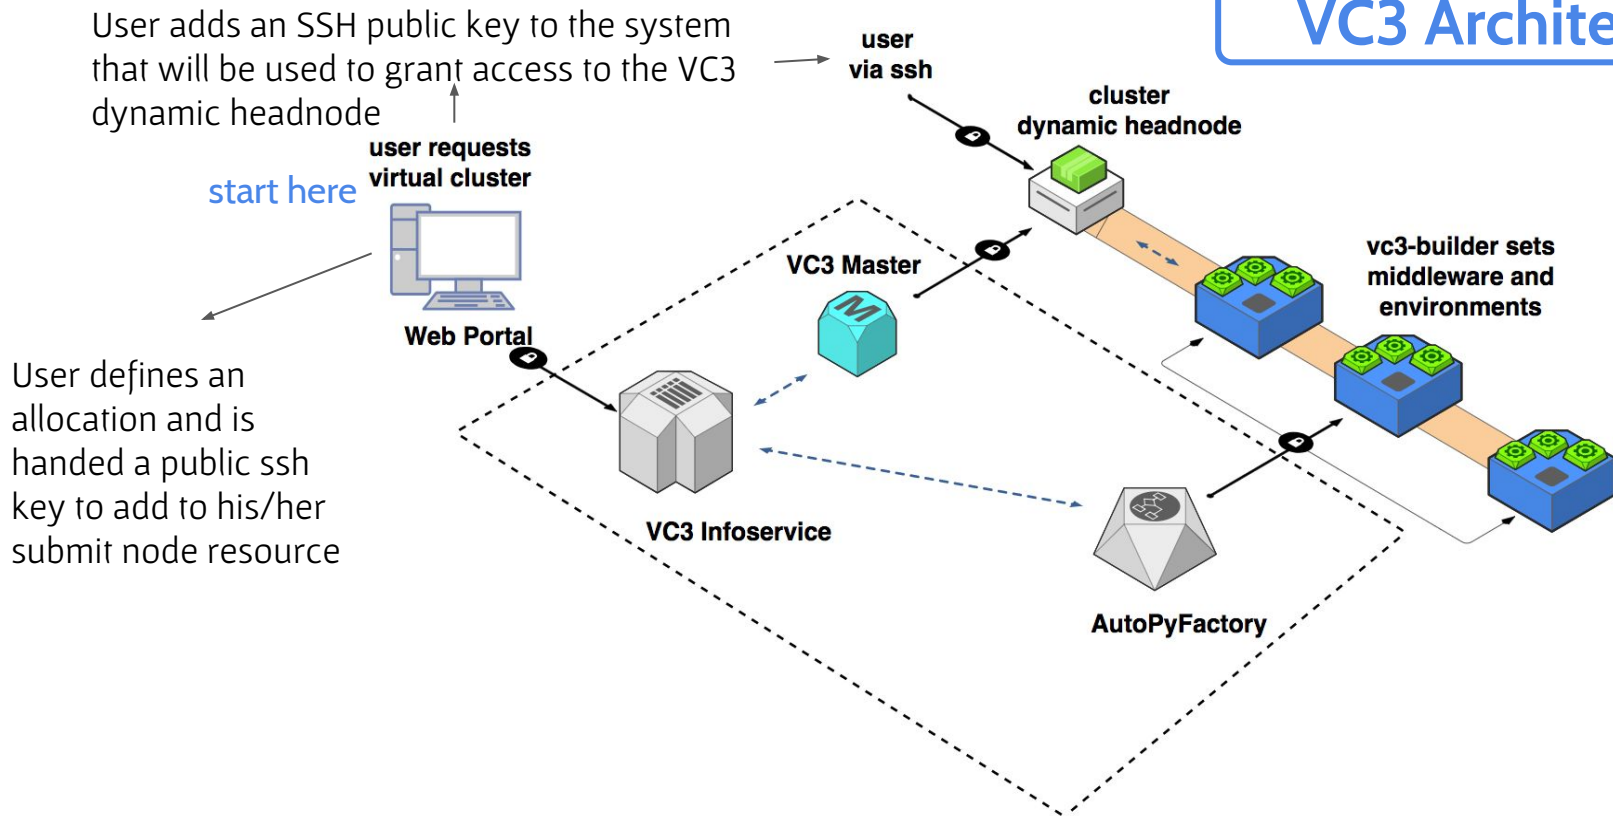 VC3 Archite
User adds an SSH public key to the system
that will be used to grant access to the VC3
dynamic headnode
user
via ssh
cluster
dynamic headnode
user requests
virtual cluster
start here
Web Portal
VC3 Master
vc3-builder sets
middleware and
environments
User defines an
allocation and is
handed a public ssh
key to add to his/her
submit node resource
M
VC3 Infoservice
AutoPyFactory